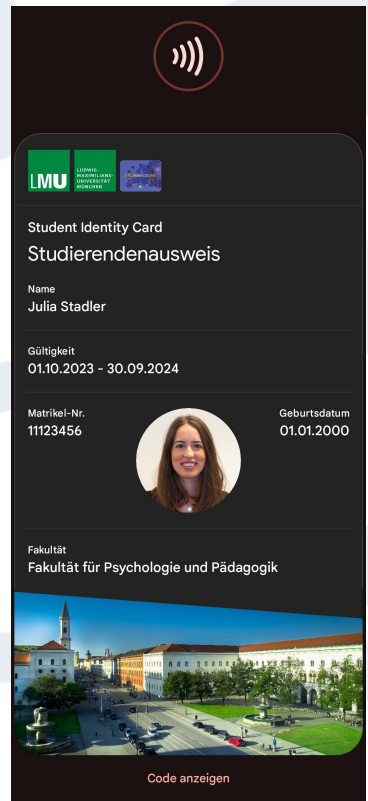 LMU
LUDWIG-
MAXIMILIANS-
UNIVERSITÄT
MÜNCHEN
Student Identity Card
Studierendenausweis
Name
Julia Stadler
Gültigkeit
01.10.2023 - 30.09.2024
Matrikel-Nr.
11123456
Geburtsdatum
01.01.2000
Fakultät
Fakultät für Psychologie und Pädagogik
Code anzeigen